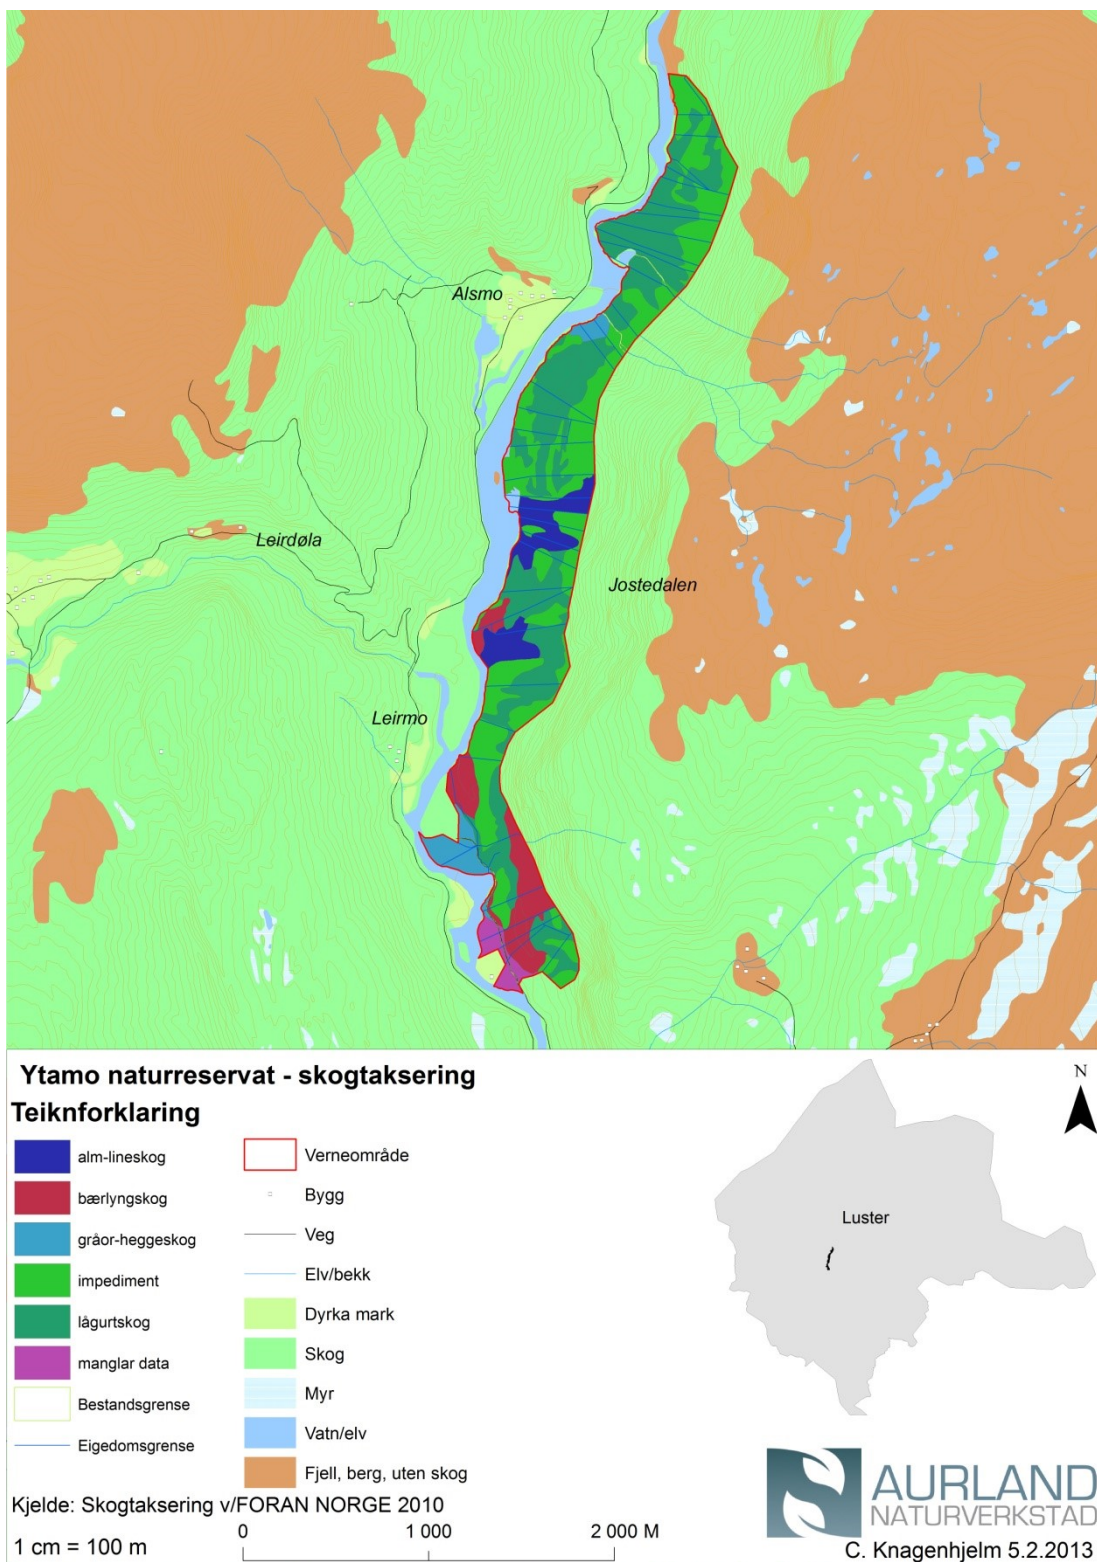 Alsmo
Leirdøla
Jostedalen
Leirmo
Ytamo naturreservat - skogtaksering
Teiknforklaring
alm-lineskog
bærlyngskog
gråor-heggeskog
impediment
lågurtskog
manglar data
Bestandsgrense
Eigedomsgrense
Verneområde
Bygg
Veg
Elv/bekk
Dyrka mark
Skog
Myr
Vatn/elv
Fjell, berg, uten skog
N
Luster
Kjelde: Skogtaksering v/FORAN NORGE 2010
1 cm = 100 m
0 1 000 2 000 M
AURLAND
NATURVERKSTAD
C. Knagenhjelm 5.2.2013